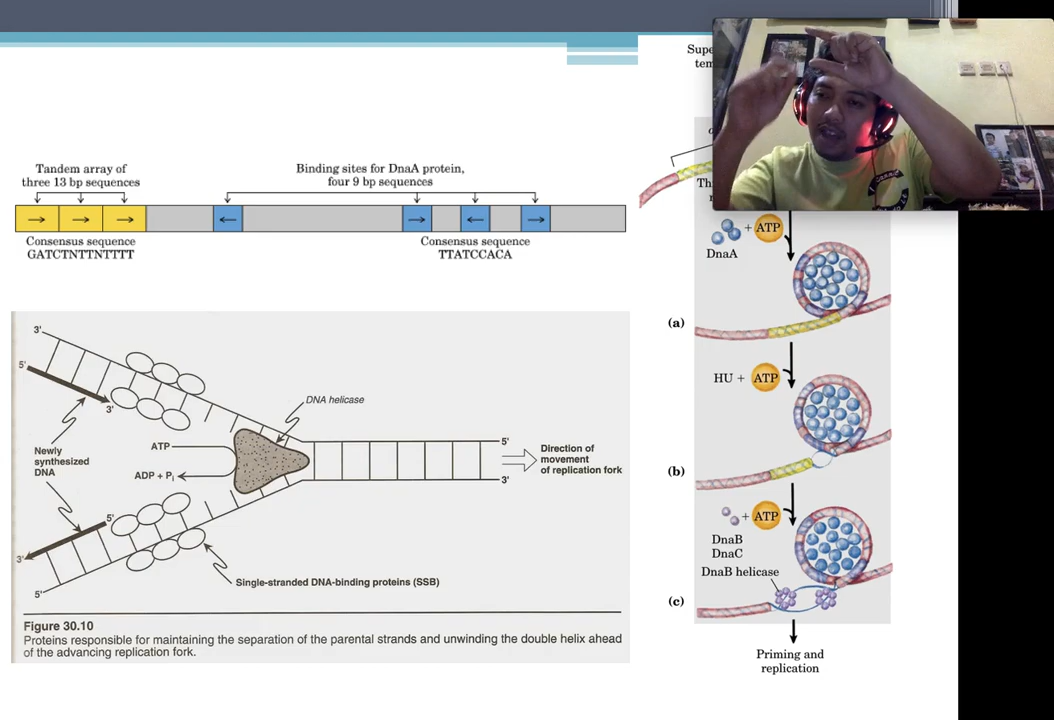 Tandem array of
three 13 bp sequences
Binding sites for DnaA protein,
four 9 bp sequences
Consensus sequence
GATCTNTTNTTTT
Consensus sequence
TTATCCACA
3'
5'
3'
DNA helicase
ATP
ADP + Pi
Newly
synthesized
DNA
5'
3'
Direction of
movement
of replication fork
5'
3'
5'
Single-stranded DNA-binding proteins (SSB)
Figure 30.10
Proteins responsible for maintaining the separation of the parental strands and unwinding the double helix ahead
of the advancing replication fork.
Supe
tem
Th
+ ATP
DnaA
(a)
HU + ATP
(b)
+ ATP
DnaB
DnaC
DnaB helicase
(c)
Priming and
replication